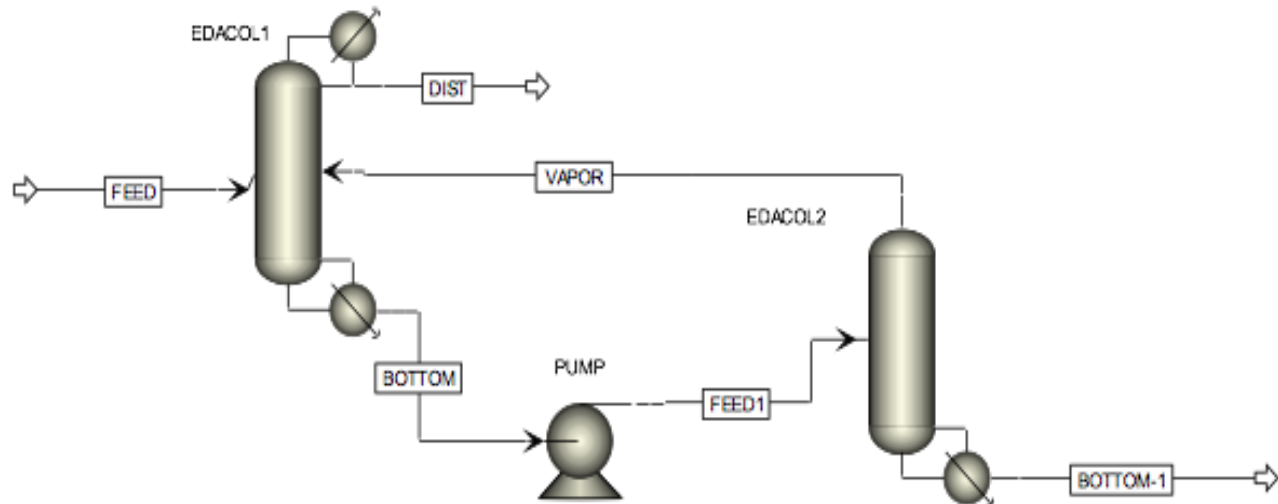 EDACOL1
DIST
FEED
VAPOR
EDACOL2
BOTTOM
PUMP
FEED1
BOTTOM-1